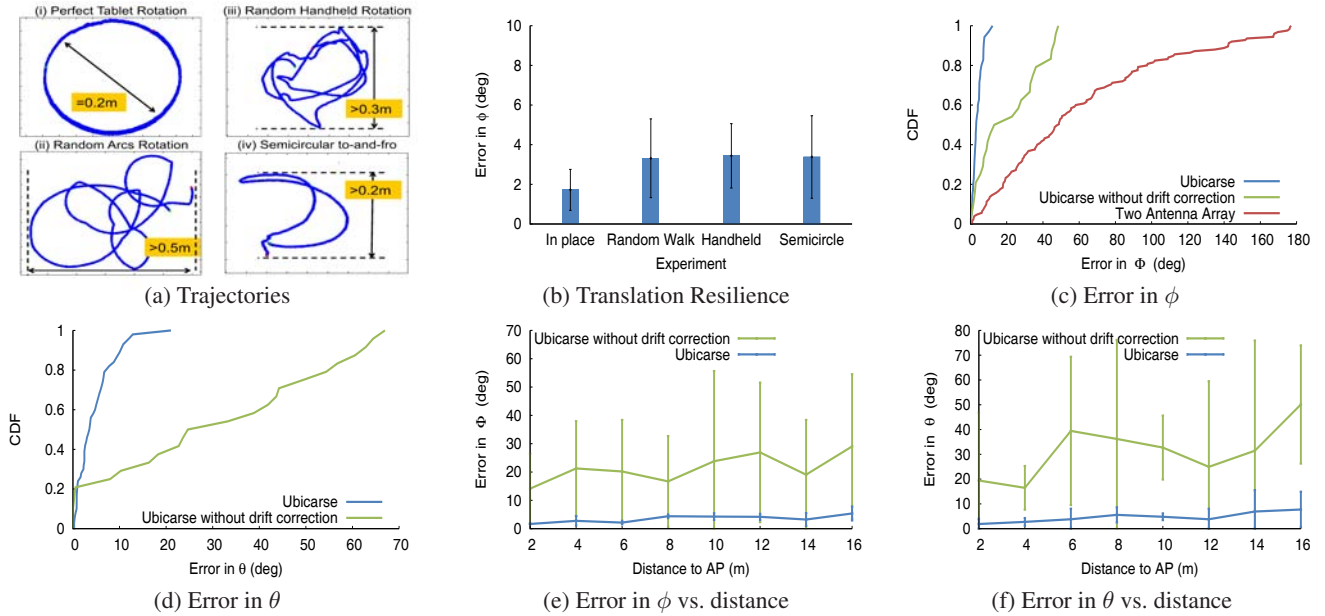 (i) Perfect Tablet Rotation
=0.2m
(iii) Random Handheld Rotation
>0.3m
(ii) Random Arcs Rotation
>0.5m
(iv) Semicircular to-and-fro
>0.2m
(a) Trajectories
Error in ϕ (deg)
10
8
6
4
2
0
In place Random Walk Handheld Semicircle
Experiment
(b) Translation Resilience
CDF
1
0.8
0.6
0.4
0.2
0
Ubicarse
Ubicarse without drift correction
Two Antenna Array
0 20 40 60 80 100 120 140 160 180
Error in Φ (deg)
(c) Error in ϕ
CDF
1
0.8
0.6
0.4
0.2
0
Ubicarse
Ubicarse without drift correction
0 10 20 30 40 50 60 70
Error in θ (deg)
(d) Error in θ
Error in Φ (deg)
70
60
50
40
30
20
10
0
Ubicarse without drift correction
Ubicarse
2 4 6 8 10 12 14 16
Distance to AP (m)
(e) Error in ϕ vs. distance
Error in θ (deg)
80
70
60
50
40
30
20
10
0
Ubicarse without drift correction
Ubicarse
2 4 6 8 10 12 14 16
Distance to AP (m)
(f) Error in θ vs. distance